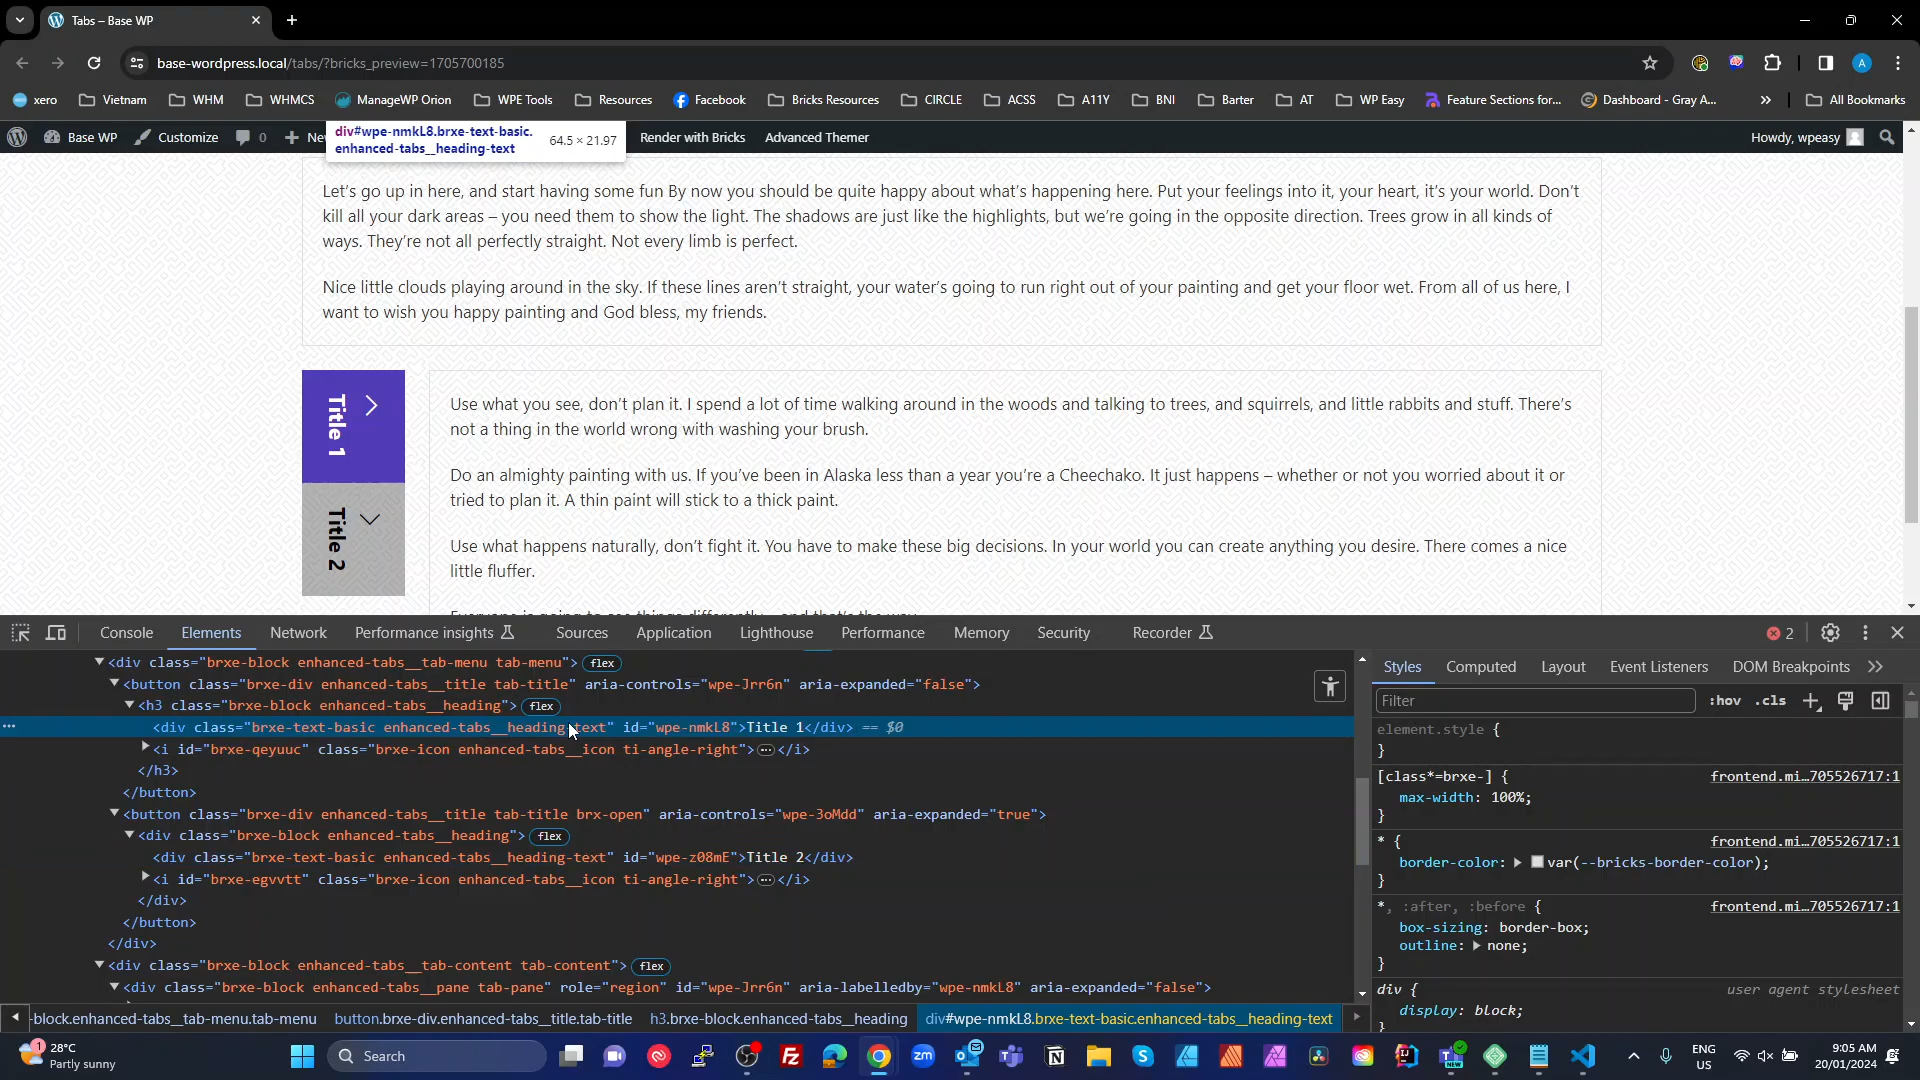 Tabs – Base WP
base-wordpress.local/tabs/?bricks_preview=1705700185
xero Vietnam WHM WHMCS ManageWP Orion WPE Tools Resources Facebook Bricks Resources CIRCLE ACSS A11Y BNI Barter AT WP Easy Feature Sections for... Dashboard - Gray A... » All Bookmarks
Base WP Customize 0 Render with Bricks Advanced Themer Howdy, wpeasy
div#wpe-nmkL8.brxe-text-basic. 64.5 × 21.97
enhanced-tabs__heading-text
Let's go up in here, and start having some fun By now you should be quite happy about what's happening here. Put your feelings into it, your heart, it's your world. Don't
kill all your dark areas – you need them to show the light. The shadows are just like the highlights, but we're going in the opposite direction. Trees grow in all kinds of
ways. They're not all perfectly straight. Not every limb is perfect.
Nice little clouds playing around in the sky. If these lines aren't straight, your water's going to run right out of your painting and get your floor wet. From all of us here, I
want to wish you happy painting and God bless, my friends.
Title 1
Title 2
Use what you see, don't plan it. I spend a lot of time walking around in the woods and talking to trees, and squirrels, and little rabbits and stuff. There's
not a thing in the world wrong with washing your brush.
Do an almighty painting with us. If you've been in Alaska less than a year you're a Cheechako. It just happens – whether or not you worried about it or
tried to plan it. A thin paint will stick to a thick paint.
Use what happens naturally, don't fight it. You have to make these big decisions. In your world you can create anything you desire. There comes a nice
little fluffer.
Console Elements Network Performance insights Sources Application Lighthouse Performance Memory Security Recorder 2
<div class="brxe-block enhanced-tabs__tab-menu tab-menu"> flex
<button class="brxe-div enhanced-tabs__title tab-title" aria-controls="wpe-Jrr6n" aria-expanded="false">
<h3 class="brxe-block enhanced-tabs__heading"> flex
<div class="brxe-text-basic enhanced-tabs__heading-text" id="wpe-nmkL8">Title 1</div> == $0
<i id="brxe-qeyuuc" class="brxe-icon enhanced-tabs__icon ti-angle-right"> … </i>
</h3>
</button>
<button class="brxe-div enhanced-tabs__title tab-title brx-open" aria-controls="wpe-3oMdd" aria-expanded="true">
<div class="brxe-block enhanced-tabs__heading"> flex
<div class="brxe-text-basic enhanced-tabs__heading-text" id="wpe-z08mE">Title 2</div>
<i id="brxe-egvvtt" class="brxe-icon enhanced-tabs__icon ti-angle-right"> … </i>
</div>
</button>
</div>
<div class="brxe-block enhanced-tabs__tab-content tab-content"> flex
<div class="brxe-block enhanced-tabs__pane tab-pane" role="region" id="wpe-Jrr6n" aria-labelledby="wpe-nmkL8" aria-expanded="false">
-block.enhanced-tabs__tab-menu.tab-menu button.brxe-div.enhanced-tabs__title.tab-title h3.brxe-block.enhanced-tabs__heading div#wpe-nmkL8.brxe-text-basic.enhanced-tabs__heading-text
Styles Computed Layout Event Listeners DOM Breakpoints »
Filter :hov .cls
element.style {
}
[class*=brxe-] { frontend.mi…705526717:1
max-width: 100%;
}
* { frontend.mi…705526717:1
border-color: var(--bricks-border-color);
}
*, :after, :before { frontend.mi…705526717:1
box-sizing: border-box;
outline: none;
}
div { user agent stylesheet
display: block;
}
1 28°C
Partly sunny
Search
NEW
ENG
US
9:05 AM
20/01/2024